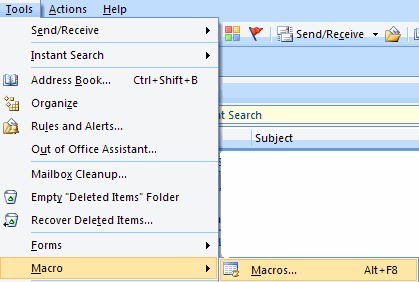 Tools Actions Help
Send/Receive
Send/Receive
Instant Search
Address Book... Ctrl+Shift+B
Organize
t Search
Rules and Alerts...
Subject
Out of Office Assistant...
Mailbox Cleanup...
Empty "Deleted Items" Folder
Recover Deleted Items...
Forms
Macro
Macros... Alt+F8